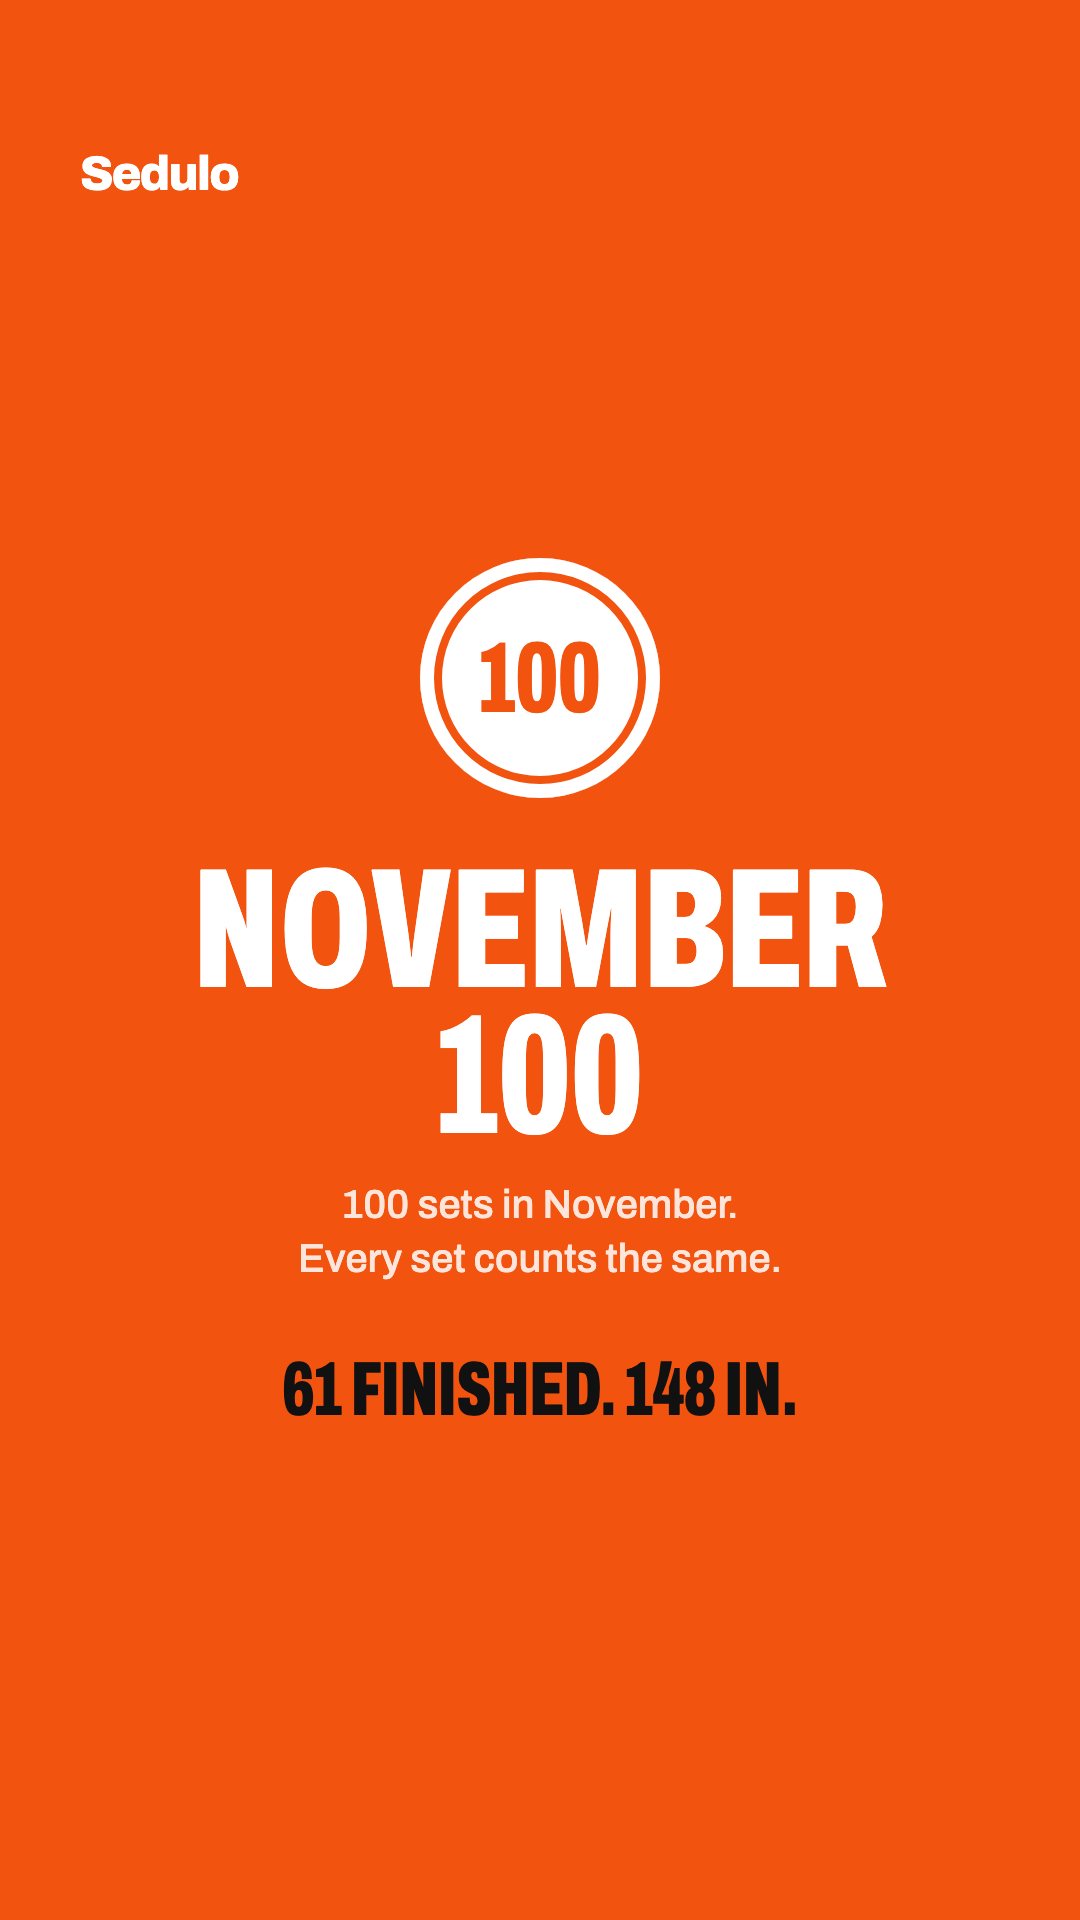 Sedulo
100
NOVEMBER
100
100 sets in November.
Every set counts the same.
61 FINISHED. 148 IN.